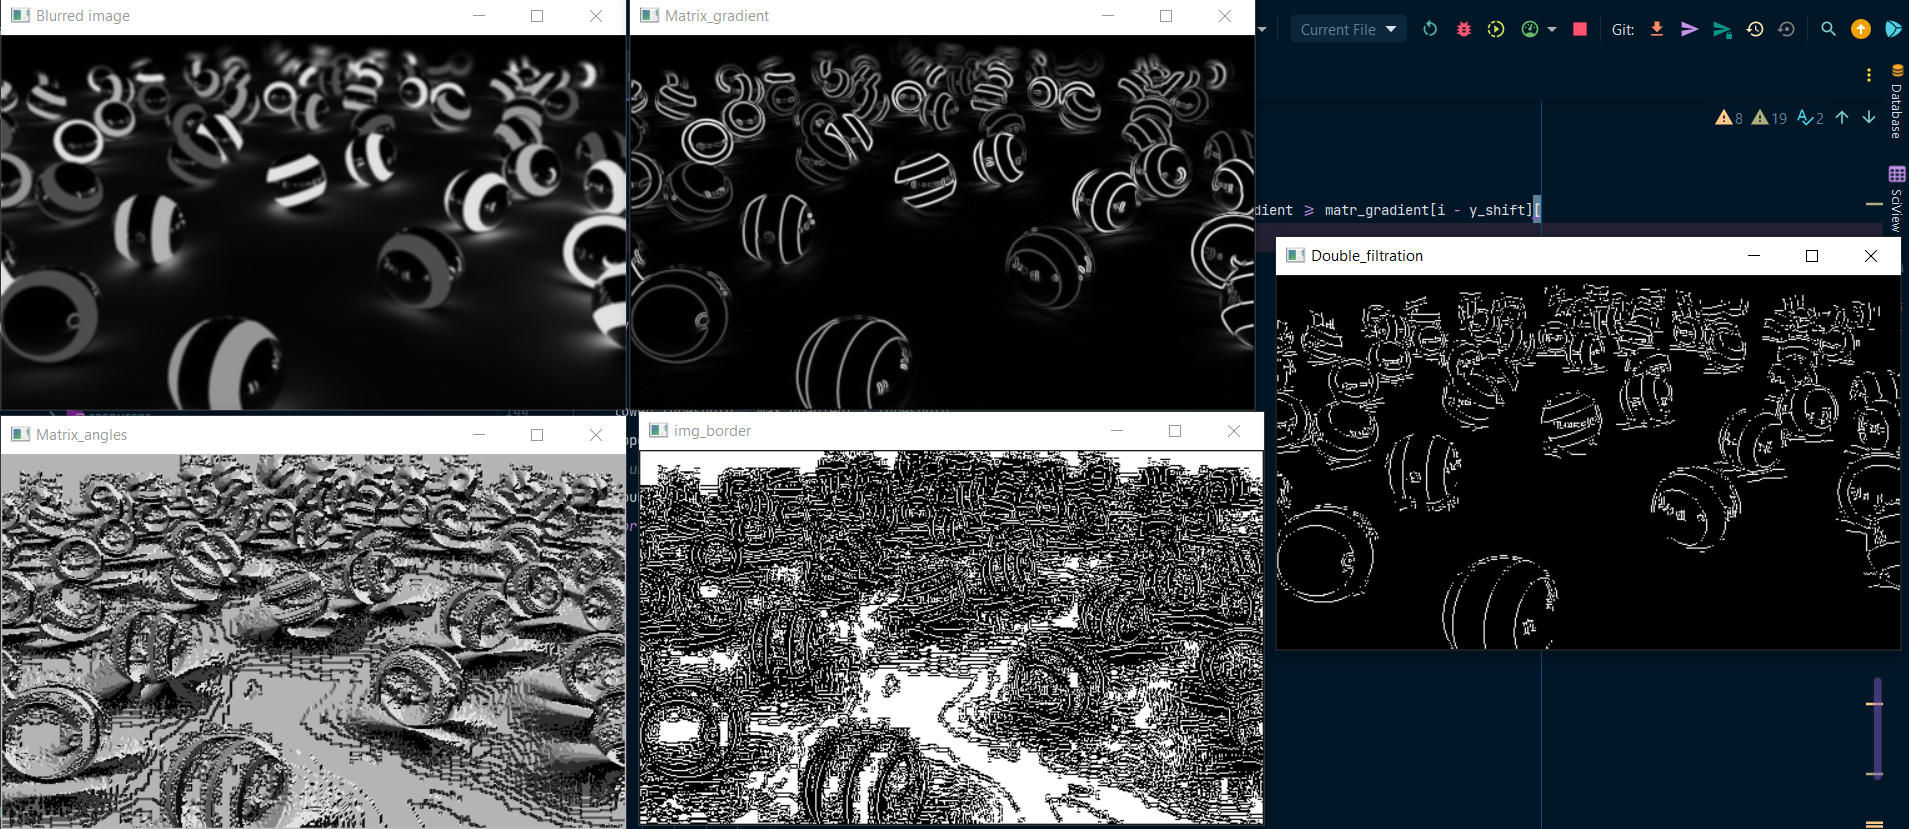 Blurred image
Matrix_gradient
Current File
Git:
8
19
2
Database
SciView
dient ⩾ matr_gradient[i - y_shift][
Double_filtration
Matrix_angles
img_border